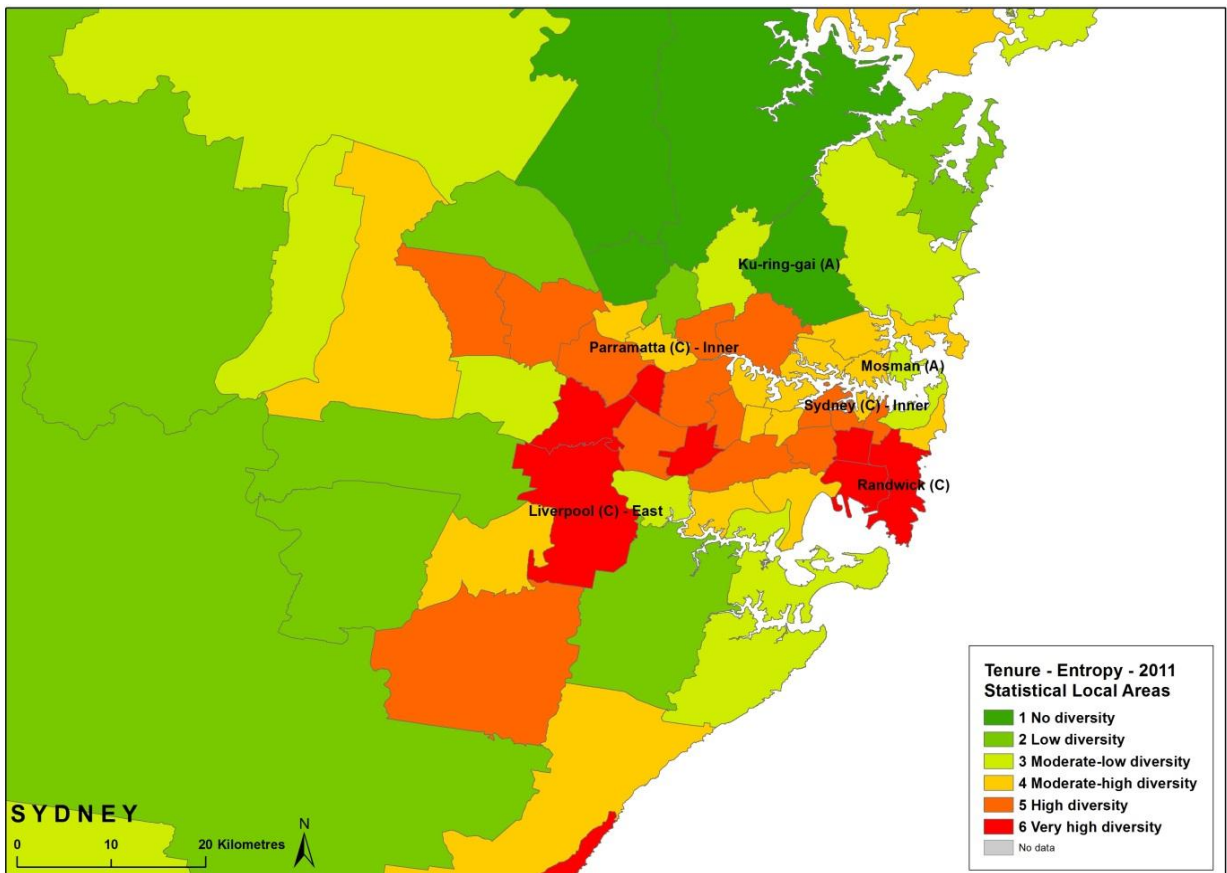 Ku-ring-gai (A)
Parramatta (C) - Inner
Mosman (A)
Sydney (C) - Inner
Randwick (C)
Liverpool (C) - East
Tenure - Entropy - 2011
Statistical Local Areas
1 No diversity
2 Low diversity
3 Moderate-low diversity
4 Moderate-high diversity
5 High diversity
6 Very high diversity
No data
SYDNEY
N
0 10 20 Kilometres